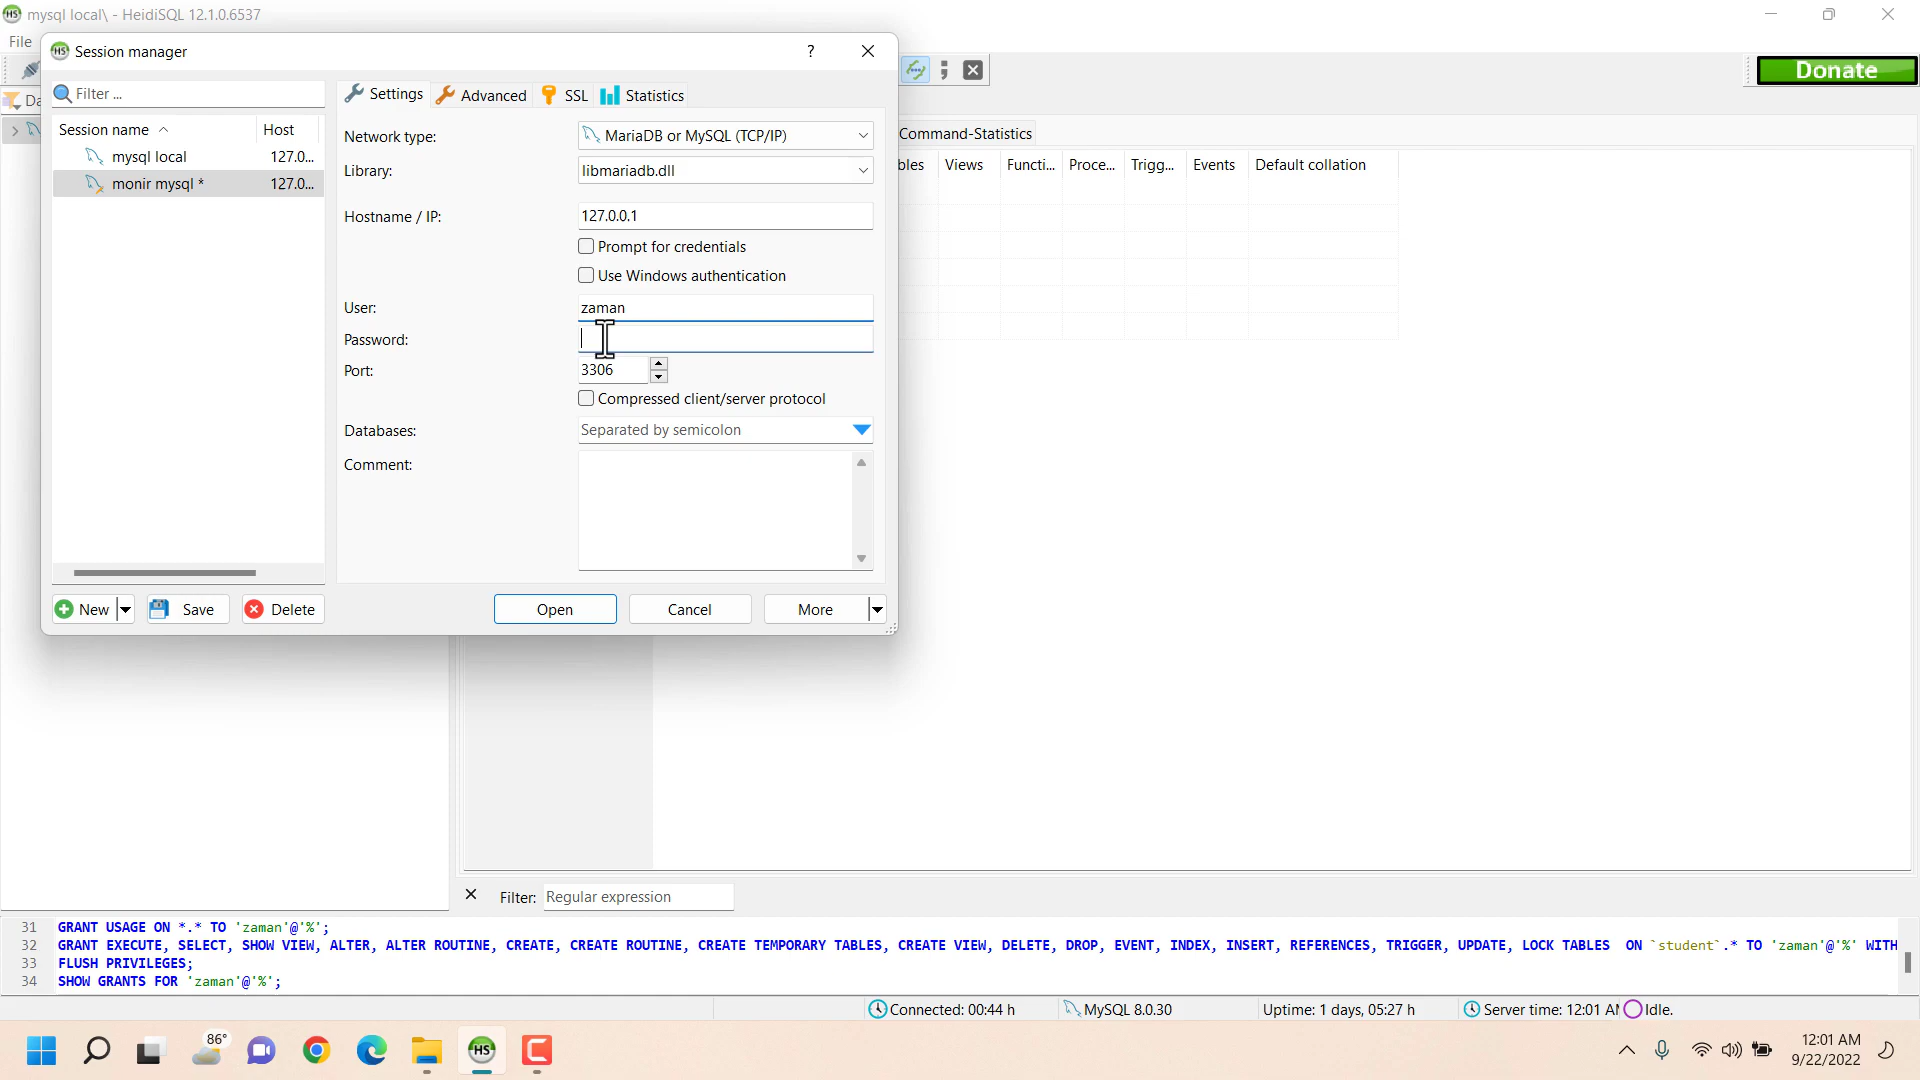 mysql local\ - HeidiSQL 12.1.0.6537
File
Session manager
?
Donate
Filter ...
Settings
Advanced
SSL
Statistics
Session name
Host
mysql local
127.0...
monir mysql *
127.0...
Network type:
MariaDB or MySQL (TCP/IP)
Library:
libmariadb.dll
Hostname / IP:
127.0.0.1
Prompt for credentials
Use Windows authentication
User:
zaman
Password:
Port:
3306
Compressed client/server protocol
Databases:
Separated by semicolon
Comment:
New
Save
Delete
Open
Cancel
More
Command-Statistics
bles
Views
Functi...
Proce...
Trigg...
Events
Default collation
Filter:
Regular expression
31 GRANT USAGE ON *.* TO 'zaman'@'%';
32 GRANT EXECUTE, SELECT, SHOW VIEW, ALTER, ALTER ROUTINE, CREATE, CREATE ROUTINE, CREATE TEMPORARY TABLES, CREATE VIEW, DELETE, DROP, EVENT, INDEX, INSERT, REFERENCES, TRIGGER, UPDATE, LOCK TABLES  ON `student`.* TO 'zaman'@'%' WITH
33 FLUSH PRIVILEGES;
34 SHOW GRANTS FOR 'zaman'@'%';
Connected: 00:44 h
MySQL 8.0.30
Uptime: 1 days, 05:27 h
Server time: 12:01 AM
Idle.
86°
HS
12:01 AM
9/22/2022